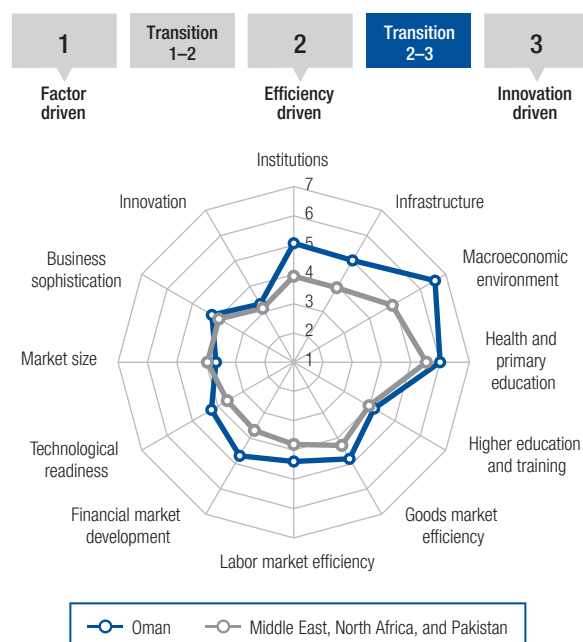 1
Transition
1–2
2
Transition
2–3
3
Factor
driven
Efficiency
driven
Innovation
driven
Institutions
7
6
5
4
3
2
1
Infrastructure
Macroeconomic
environment
Health and
primary
education
Higher education
and training
Goods market
efficiency
Labor market efficiency
Financial market
development
Technological
readiness
Market size
Business
sophistication
Innovation
Oman
Middle East, North Africa, and Pakistan